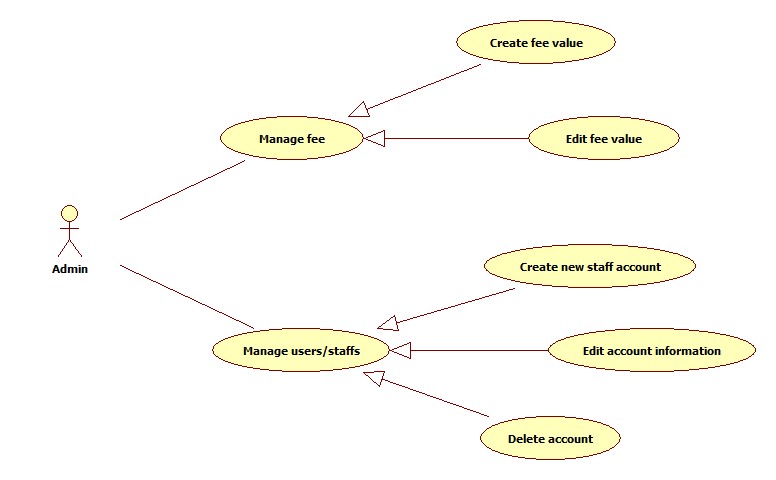 Create fee value
Manage fee
Edit fee value
Admin
Create new staff account
Manage users/staffs
Edit account information
Delete account